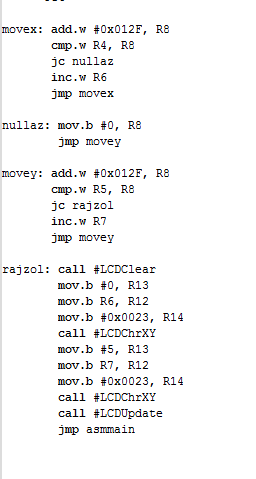 movex: add.w #0x012F, R8
cmp.w R4, R8
jc nullaz
inc.w R6
jmp movex
nullaz: mov.b #0, R8
jmp movey
movey: add.w #0x012F, R8
cmp.w R5, R8
jc rajzol
inc.w R7
jmp movey
rajzol: call #LCDClear
mov.b #0, R13
mov.b R6, R12
mov.b #0x0023, R14
call #LCDChrXY
mov.b #5, R13
mov.b R7, R12
mov.b #0x0023, R14
call #LCDChrXY
call #LCDUpdate
jmp asmmain